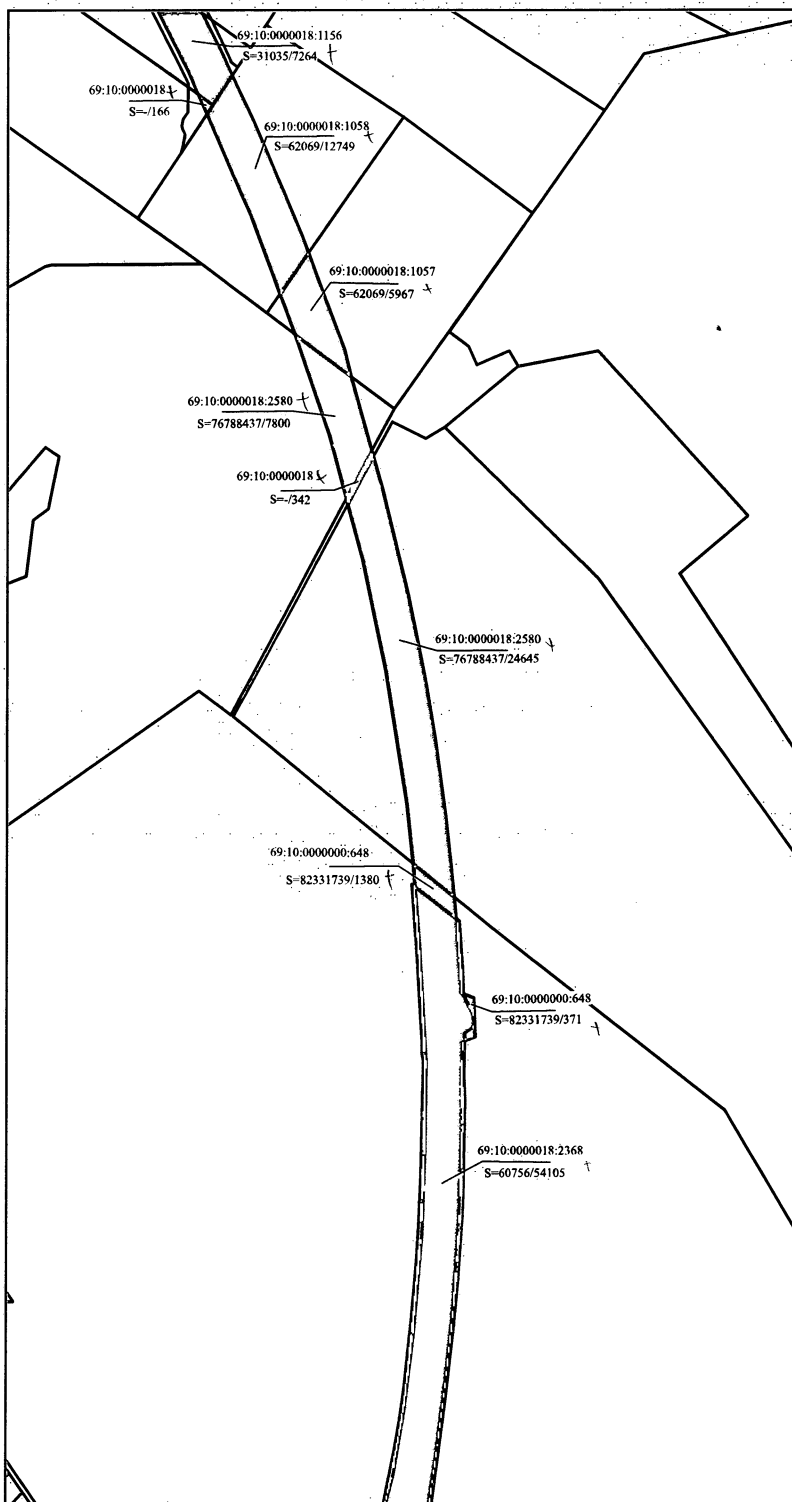 69:10:0000018:1156
S=31035/7264
69:10:0000018
S=-/166
69:10:0000018:1058
S=62069/12749
69:10:0000018:1057
S=62069/5967
69:10:0000018:2580
S=76788437/7800
69:10:0000018
S=-/342
69:10:0000018:2580
S=76788437/24645
69:10:0000000:648
S=82331739/1380
69:10:0000000:648
S=82331739/371
69:10:0000018:2368
S=60756/54105